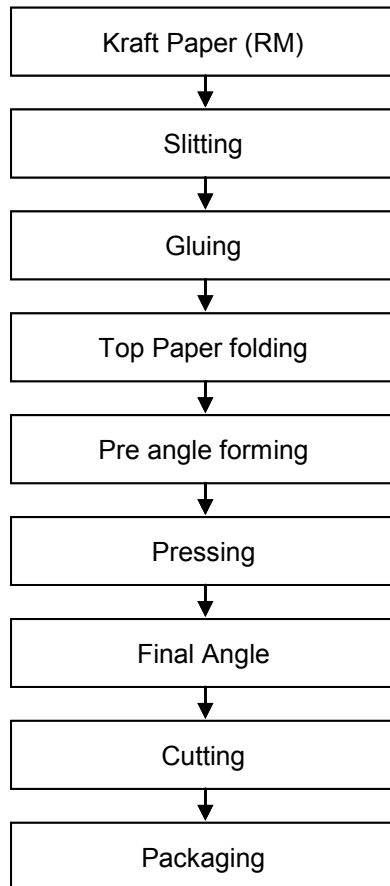 Kraft Paper (RM)
Slitting
Gluing
Top Paper folding
Pre angle forming
Pressing
Final Angle
Cutting
Packaging